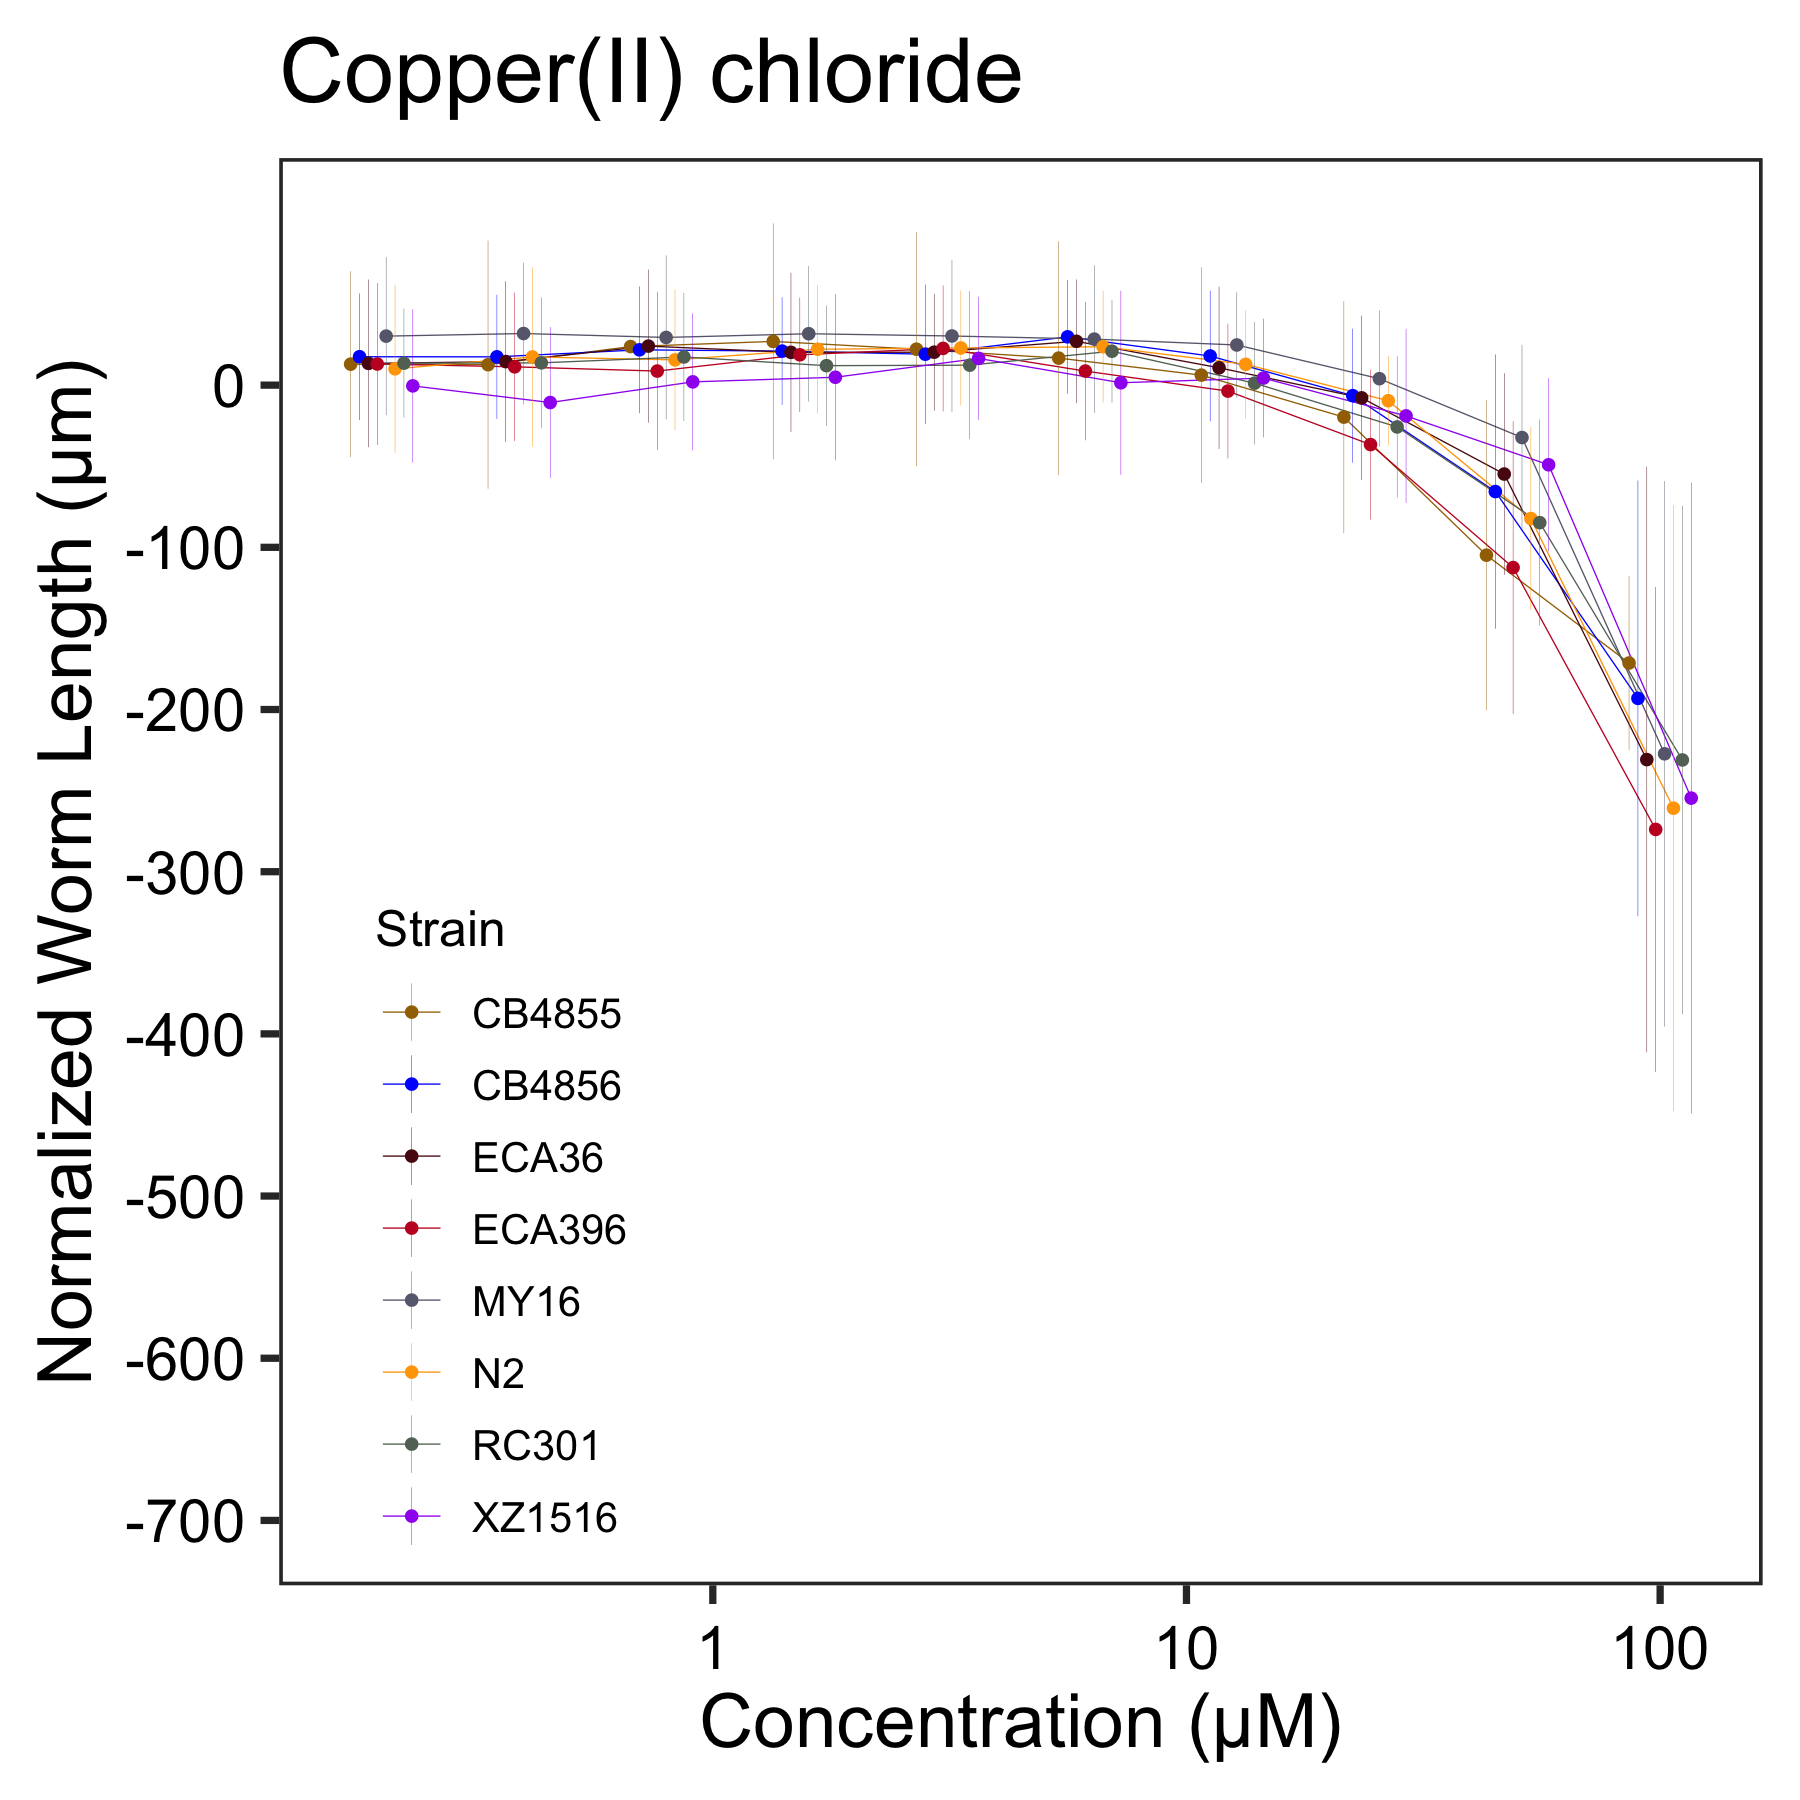 Copper(II) chloride
Normalized Worm Length (µm)
0
-100
-200
-300
-400
-500
-600
-700
Strain
CB4855
CB4856
ECA36
ECA396
MY16
N2
RC301
XZ1516
1
10
100
Concentration (µM)